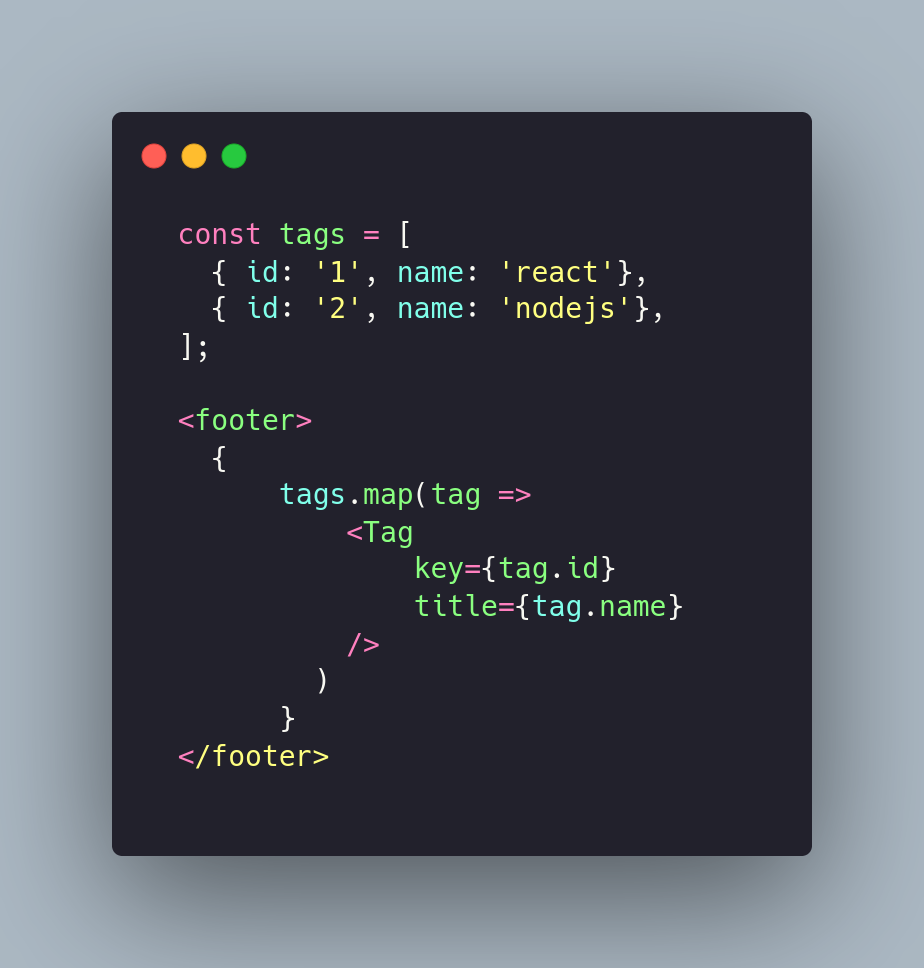 const tags = [
  { id: '1', name: 'react'},
  { id: '2', name: 'nodejs'},
];

<footer>
  {
      tags.map(tag =>
          <Tag
              key={tag.id}
              title={tag.name}
          />
        )
      }
</footer>